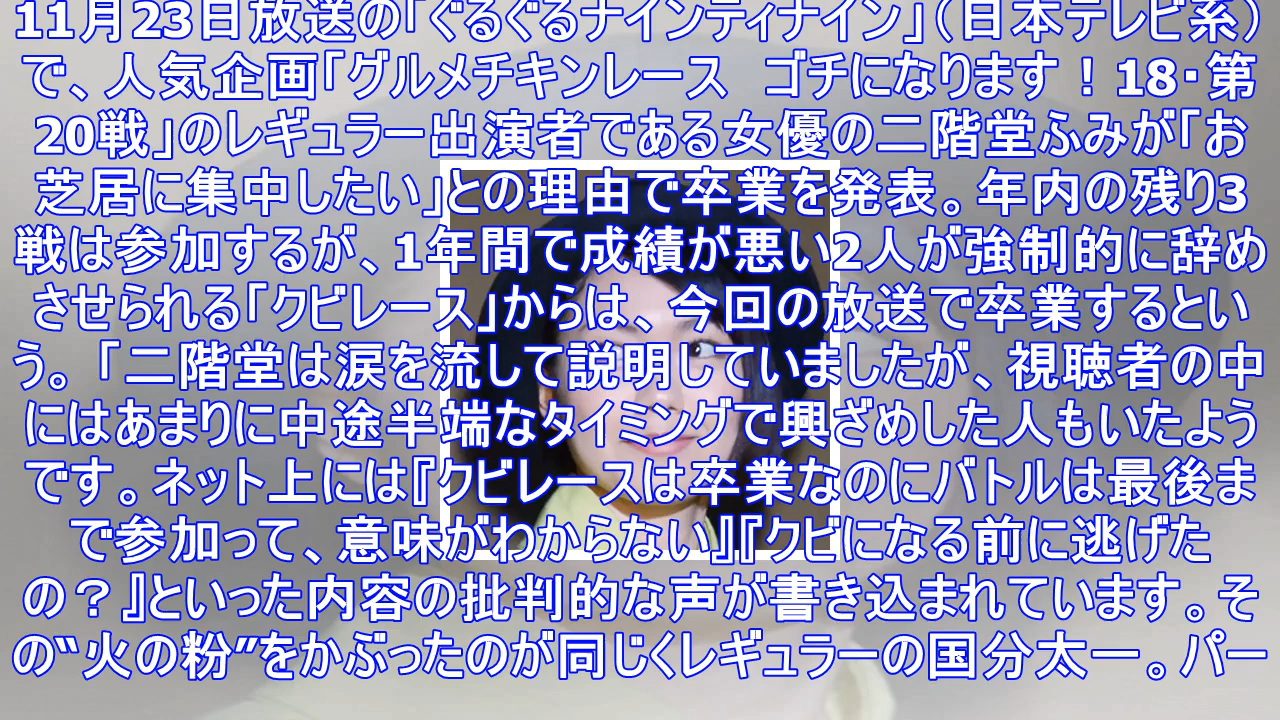 11月23日放送の「ぐるぐるナインティナイン」（日本テレビ系）
で、人気企画「グルメチキンレース　ゴチになります！18・第
20戦」のレギュラー出演者である女優の二階堂ふみが「お
芝居に集中したい」との理由で卒業を発表。年内の残り3
戦は参加するが、1年間で成績が悪い2人が強制的に辞め
させられる「クビレース」からは、今回の放送で卒業するとい
う。「二階堂は涙を流して説明していましたが、視聴者の中
にはあまりに中途半端なタイミングで興ざめした人もいたよう
です。ネット上には『クビレースは卒業なのにバトルは最後ま
で参加って、意味がわからない』『クビになる前に逃げた
の？』といった内容の批判的な声が書き込まれています。そ
の“火の粉”をかぶったのが同じくレギュラーの国分太一。パー